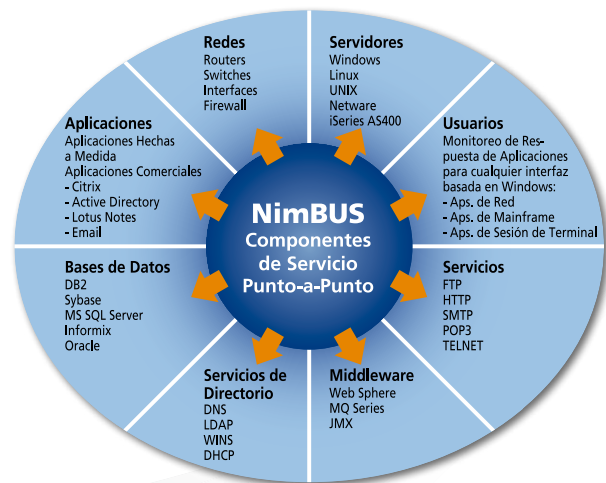 Redes
Routers
Switches
Interfaces
Firewall
Servidores
Windows
Linux
UNIX
Netware
iSeries AS400
Aplicaciones
Aplicaciones Hechas
a Medida
Aplicaciones Comerciales
- Citrix
- Active Directory
- Lotus Notes
- Email
Usuarios
Monitoreo de Res-
puesta de Aplicaciones
para cualquier interfaz
basada en Windows:
- Aps. de Red
- Aps. de Mainframe
- Aps. de Sesión de Terminal
NimBUS
Componentes
de Servicio
Punto-a-Punto
Bases de Datos
DB2
Sybase
MS SQL Server
Informix
Oracle
Servicios
FTP
HTTP
SMTP
POP3
TELNET
Servicios de
Directorio
DNS
LDAP
WINS
DHCP
Middleware
Web Sphere
MQ Series
JMX